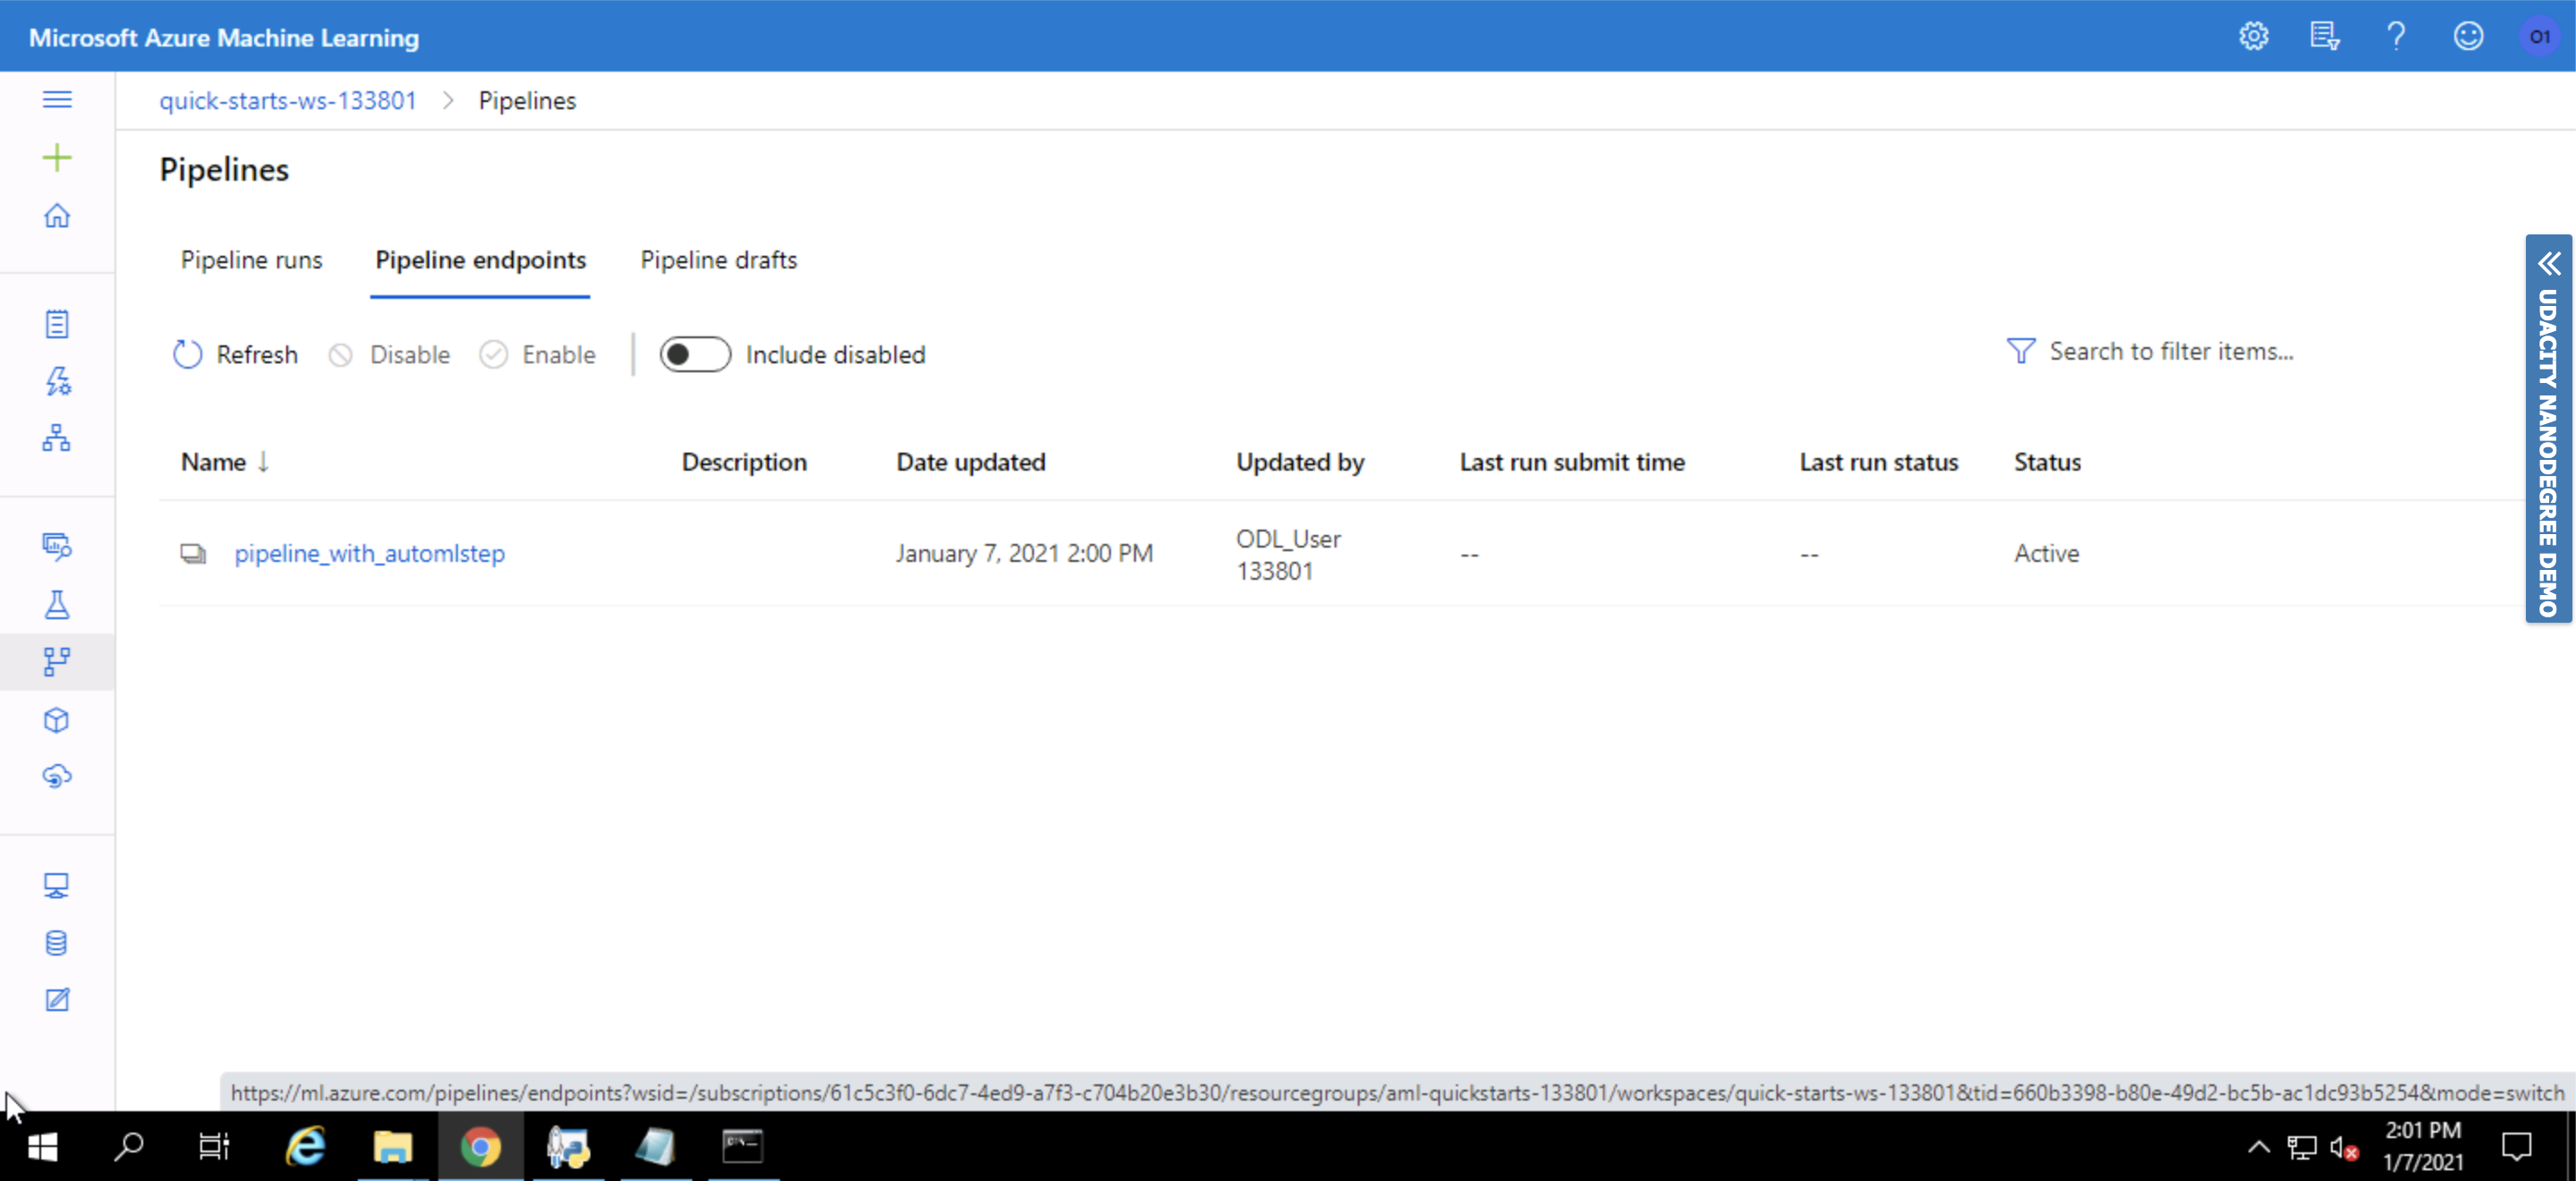 Microsoft Azure Machine Learning
O1
quick-starts-ws-133801 > Pipelines
Pipelines
Pipeline runs Pipeline endpoints Pipeline drafts
Refresh Disable Enable Include disabled Search to filter items...
Name ↓ Description Date updated Updated by Last run submit time Last run status Status
pipeline_with_automlstep January 7, 2021 2:00 PM ODL_User 133801 -- -- Active
UDACITY NANODEGREE DEMO
https://ml.azure.com/pipelines/endpoints?wsid=/subscriptions/61c5c3f0-6dc7-4ed9-a7f3-c704b20e3b30/resourcegroups/aml-quickstarts-133801/workspaces/quick-starts-ws-133801&tid=660b3398-b80e-49d2-bc5b-ac1dc93b5254&mode=switch
2:01 PM
1/7/2021